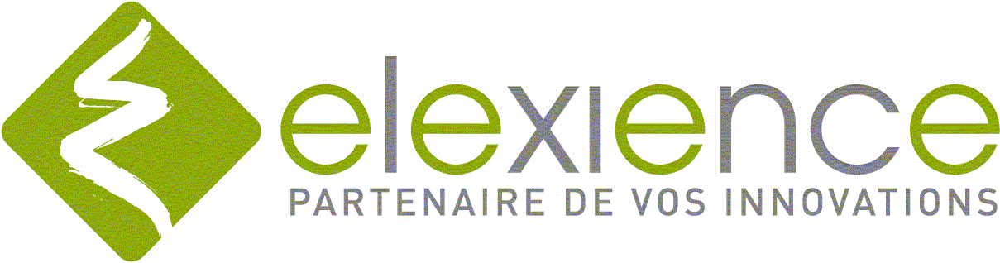 elexience
PARTENAIRE DE VOS INNOVATIONS